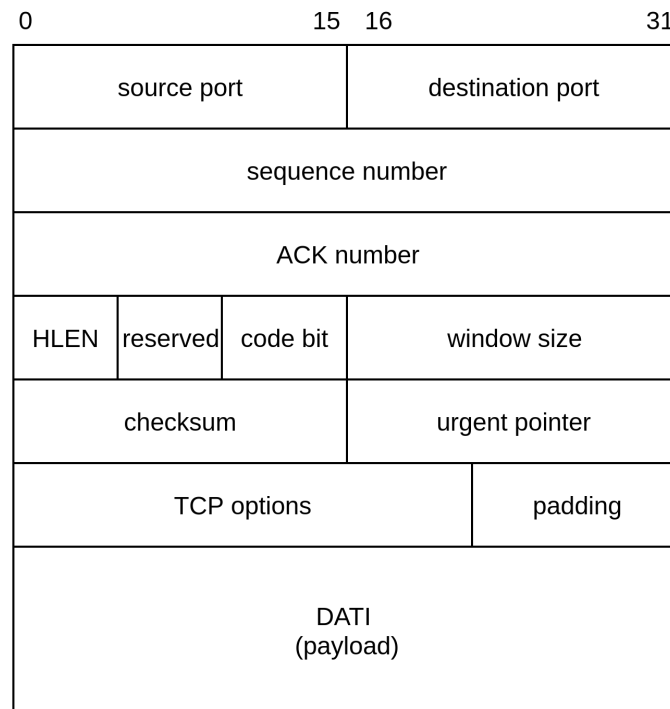 0 15 16 31
source port destination port
sequence number
ACK number
HLEN reserved code bit window size
checksum urgent pointer
TCP options padding
DATI
(payload)